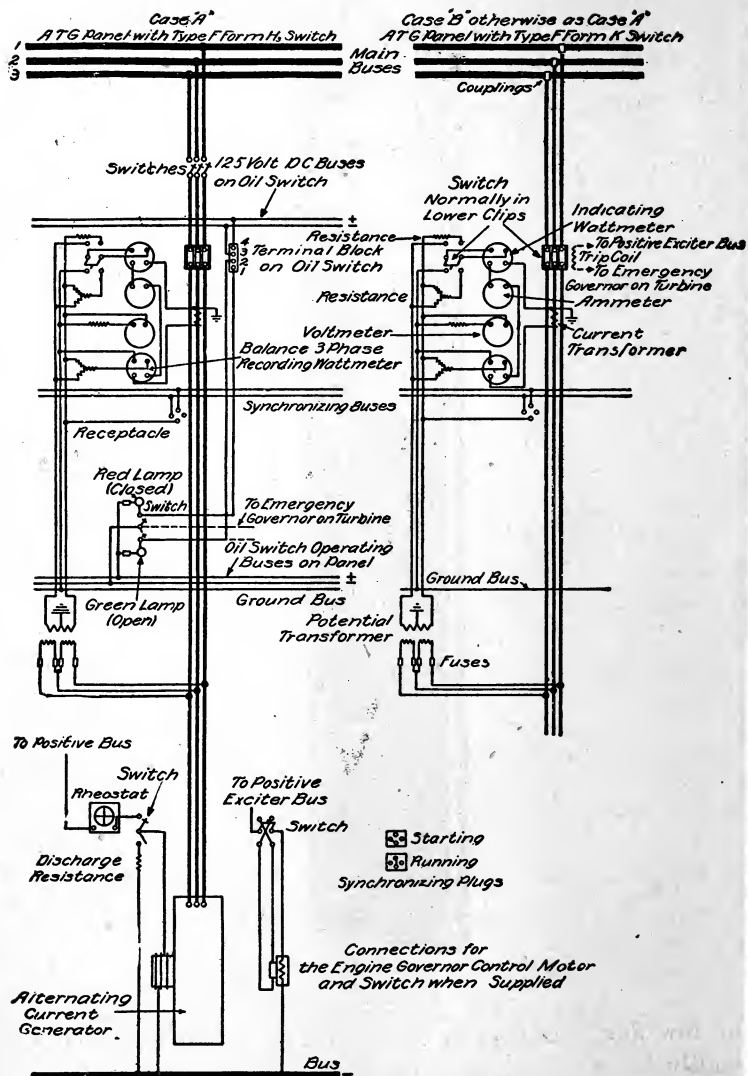 Case "A"
ATG Panel with Type F Form H₃ Switch
Case "B" otherwise as Case "A"
ATG Panel with Type F Form K Switch
1
2
3
Main
Buses
Couplings
Switches
125 Volt DC Buses
on Oil Switch
±
Switch
Normally in
Lower Clips
Indicating
Wattmeter
Resistance
To Positive Exciter Bus
Trip Coil
To Emergency
Governor on Turbine
4
3
2
1
Terminal Block
on Oil Switch
Resistance
Ammeter
Voltmeter
Current
Transformer
Balance 3 Phase
Recording Wattmeter
Synchronizing Buses
Receptacle
Red Lamp
(Closed)
Switch
To Emergency
Governor on Turbine
Oil Switch Operating
Buses on Panel
±
Ground Bus
Ground Bus
Green Lamp
(Open)
Potential
Transformer
Fuses
To Positive Bus
Switch
Rheostat
To Positive
Exciter Bus
Switch
Discharge
Resistance
Starting
Running
Synchronizing Plugs
Connections for
the Engine Governor Control Motor
and Switch when Supplied
Alternating
Current
Generator
Bus
−